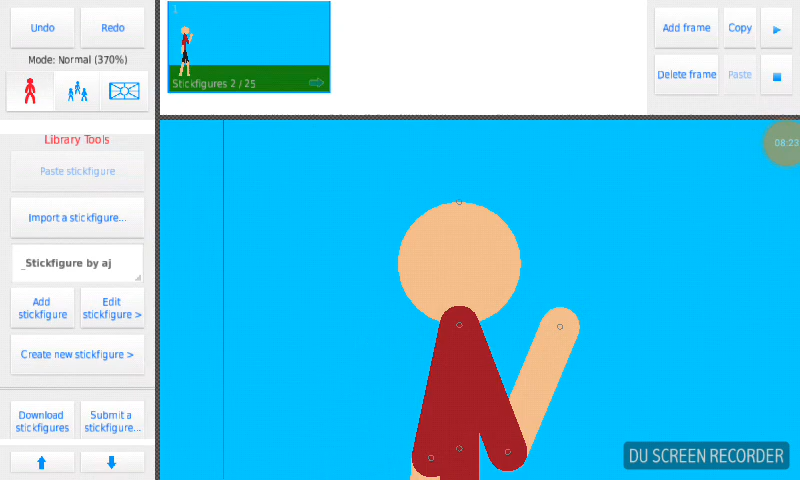 Undo
Redo
Mode: Normal (370%)
1
Stickfigures 2 / 25
Add frame
Copy
Delete frame
Paste
Library Tools
Paste stickfigure
Import a stickfigure...
_Stickfigure by aj
Add
stickfigure
Edit
stickfigure >
Create new stickfigure >
Download
stickfigures
Submit a
stickfigure...
08:23
DU SCREEN RECORDER